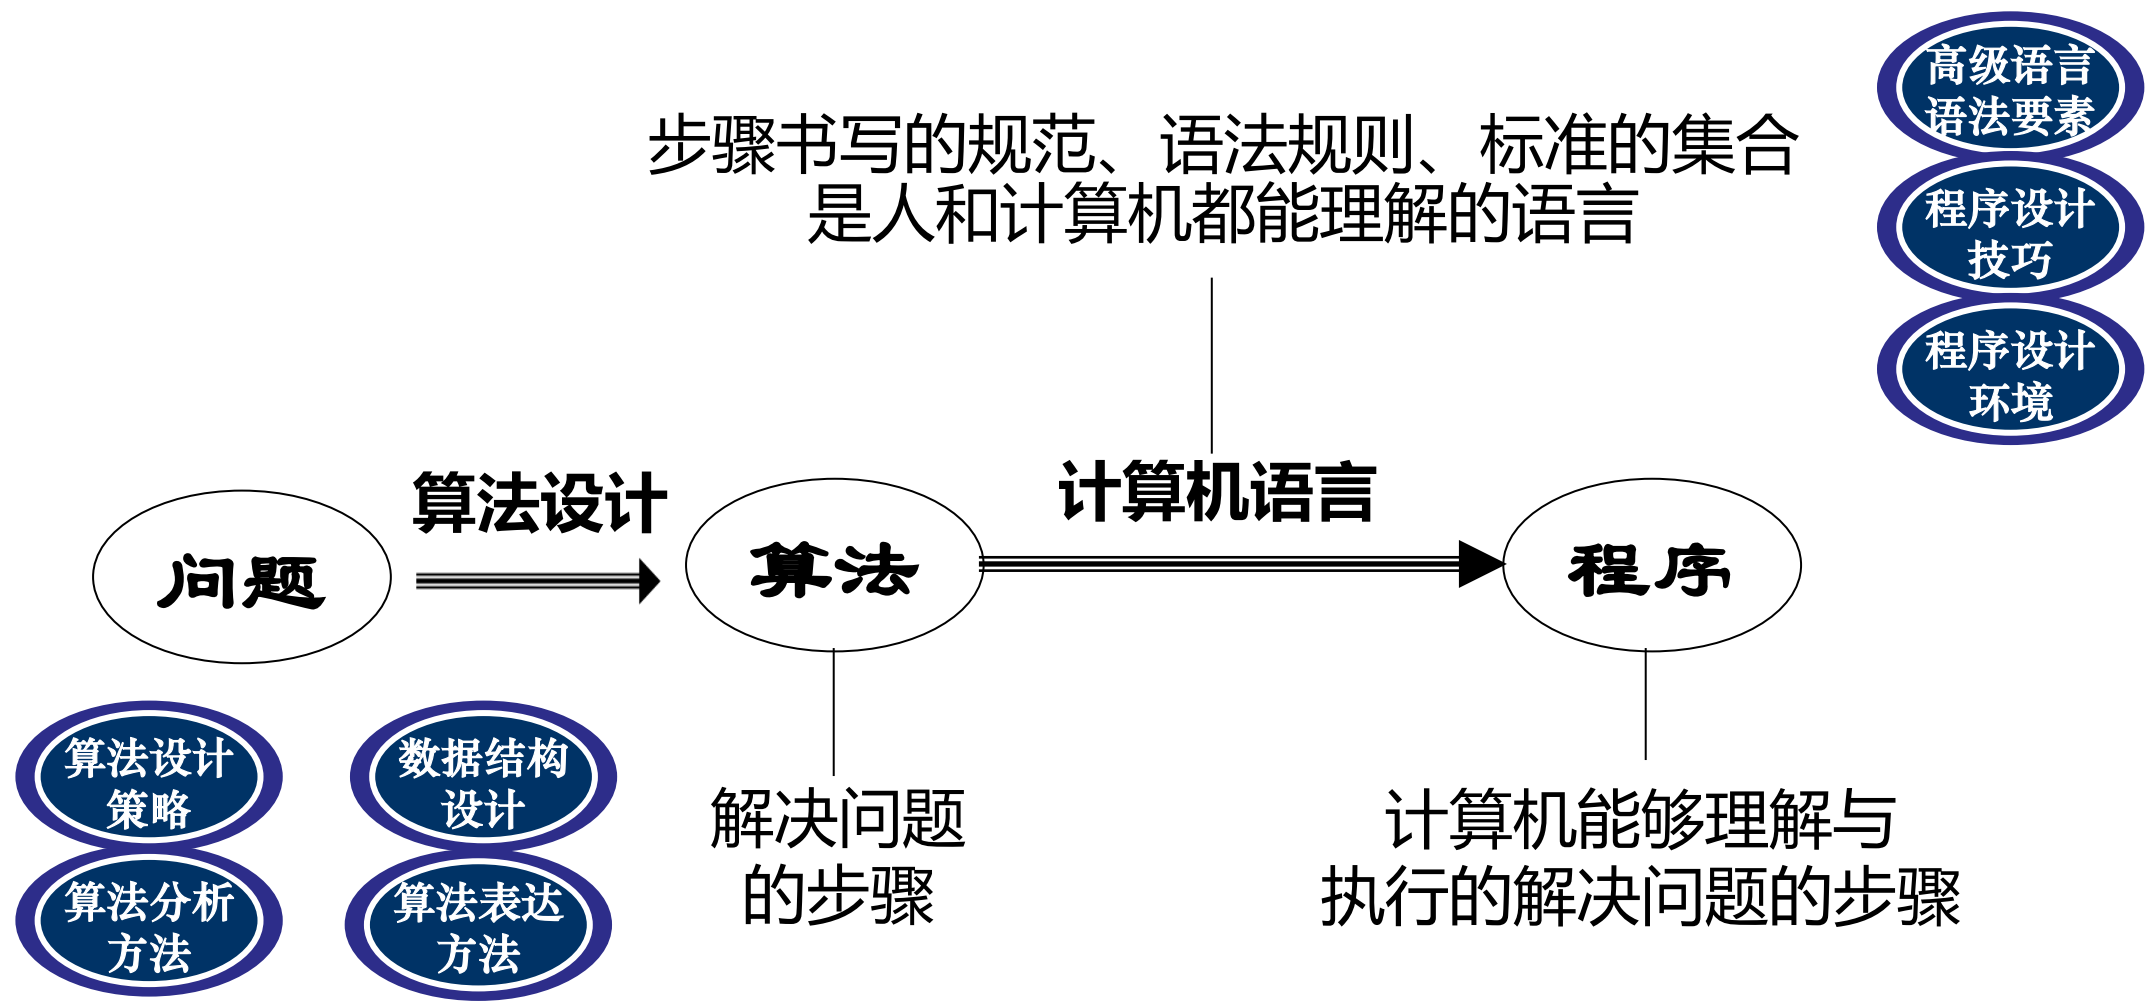 高级语言
语法要素
步骤书写的规范、语法规则、标准的集合
是人和计算机都能理解的语言
程序设计
技巧
程序设计
环境
算法设计
计算机语言
问题
算法
程序
算法设计
策略
数据结构
设计
解决问题
的步骤
计算机能够理解与
执行的解决问题的步骤
算法分析
方法
算法表达
方法